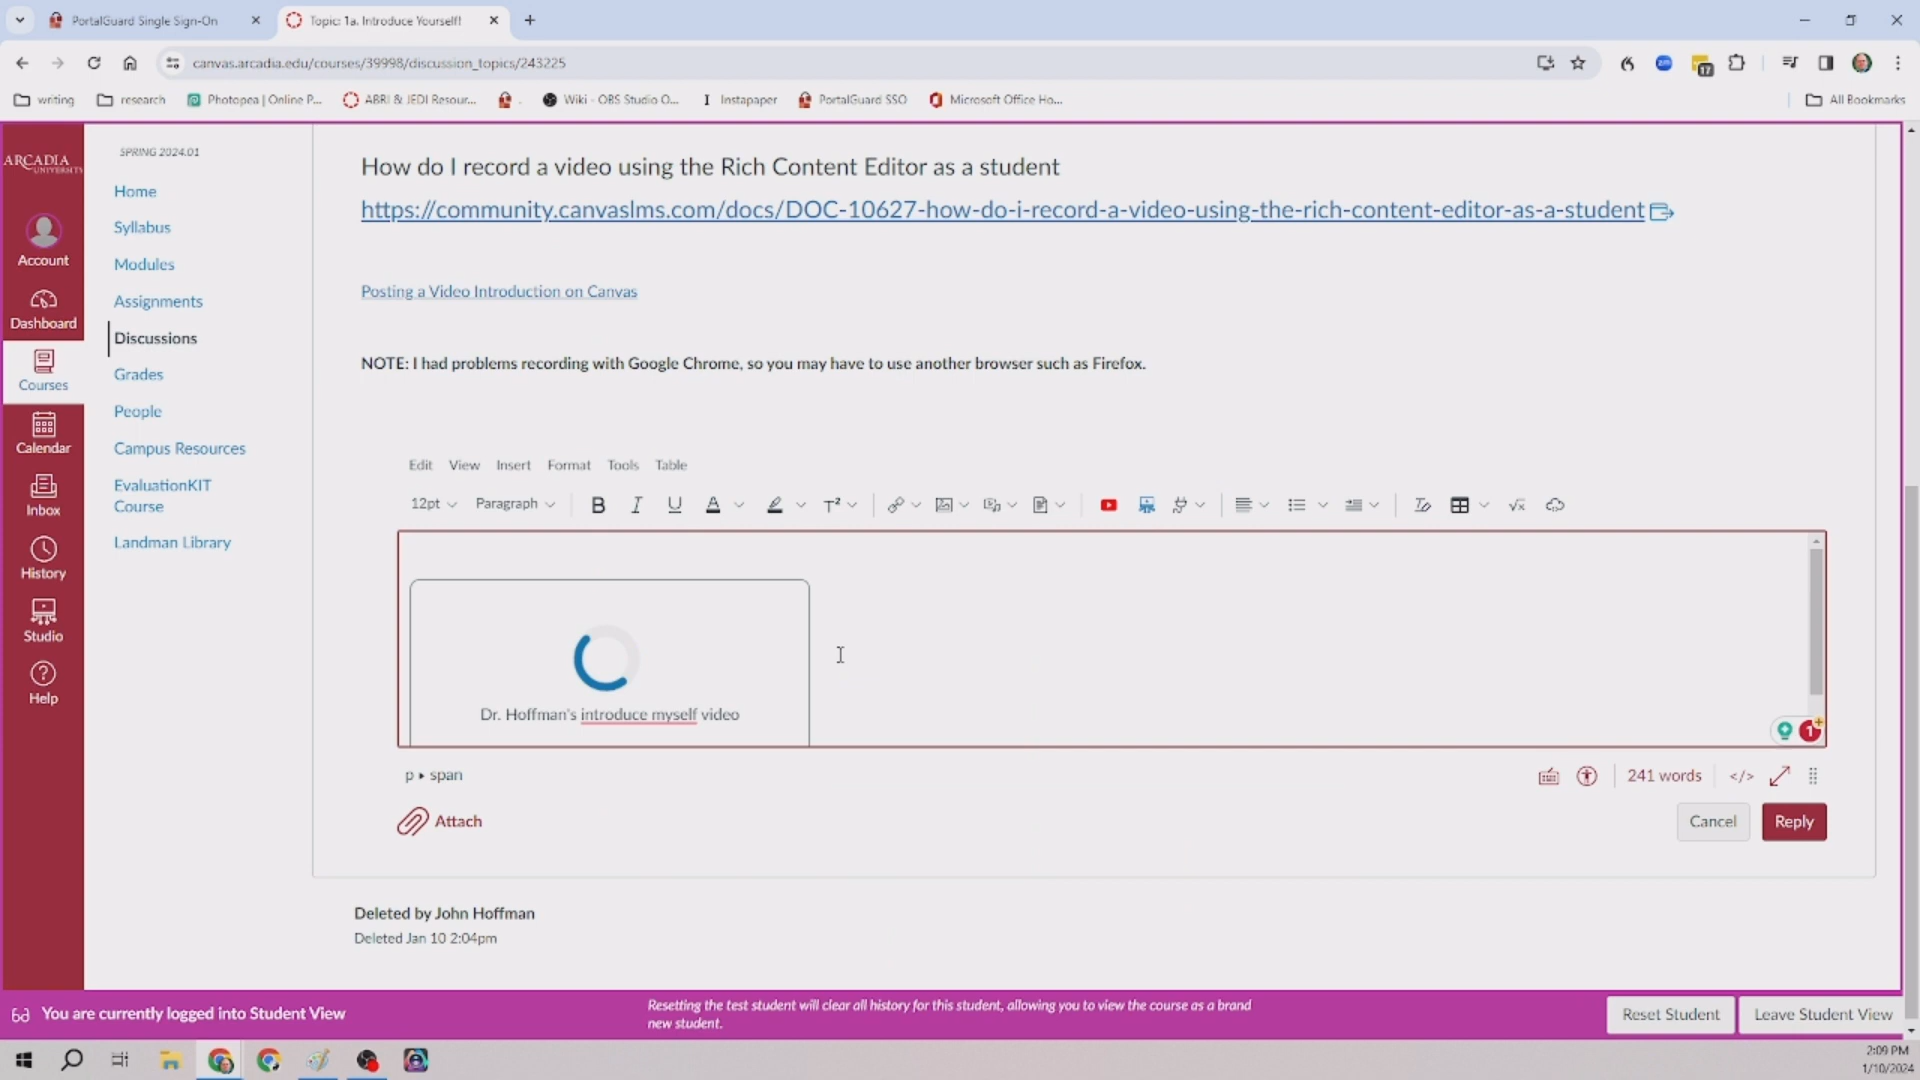 PortalGuard Single Sign-On
Topic: 1a. Introduce Yourself!
canvas.arcadia.edu/courses/39998/discussion_topics/243225
writing
research
Photopea | Online P...
ABRI & JEDI Resour...
.
Wiki - OBS Studio O...
Instapaper
PortalGuard SSO
Microsoft Office Ho...
All Bookmarks
ARCADIA
UNIVERSITY
Account
Dashboard
Courses
Calendar
Inbox
History
Studio
Help
SPRING 2024.01
Home
Syllabus
Modules
Assignments
Discussions
Grades
People
Campus Resources
EvaluationKIT
Course
Landman Library
How do I record a video using the Rich Content Editor as a student
https://community.canvaslms.com/docs/DOC-10627-how-do-i-record-a-video-using-the-rich-content-editor-as-a-student
Posting a Video Introduction on Canvas
NOTE: I had problems recording with Google Chrome, so you may have to use another browser such as Firefox.
Edit View Insert Format Tools Table
12pt Paragraph B I U A T²
Dr. Hoffman's introduce myself video
1
p ▸ span
241 words </>
Attach
Cancel
Reply
Deleted by John Hoffman
Deleted Jan 10 2:04pm
You are currently logged into Student View
Resetting the test student will clear all history for this student, allowing you to view the course as a brand
new student.
Reset Student
Leave Student View
2:09 PM
1/10/2024